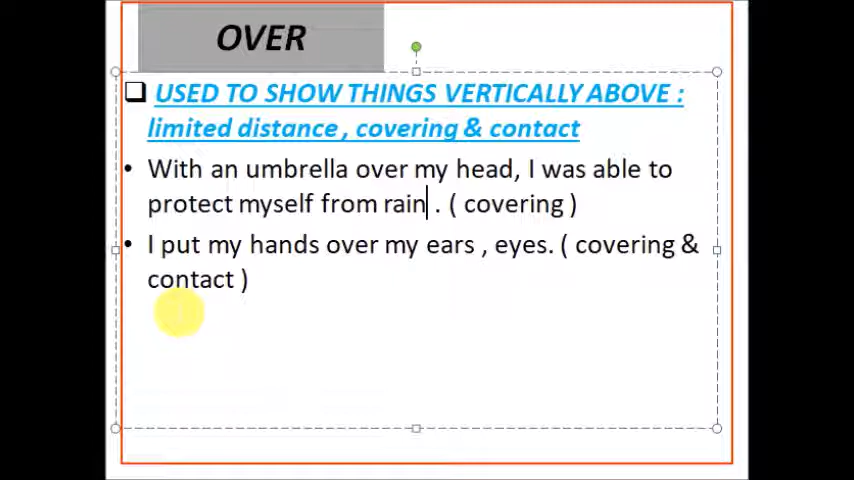 OVER
USED TO SHOW THINGS VERTICALLY ABOVE :
limited distance , covering & contact
• With an umbrella over my head, I was able to
protect myself from rain . ( covering )
• I put my hands over my ears , eyes. ( covering &
contact )